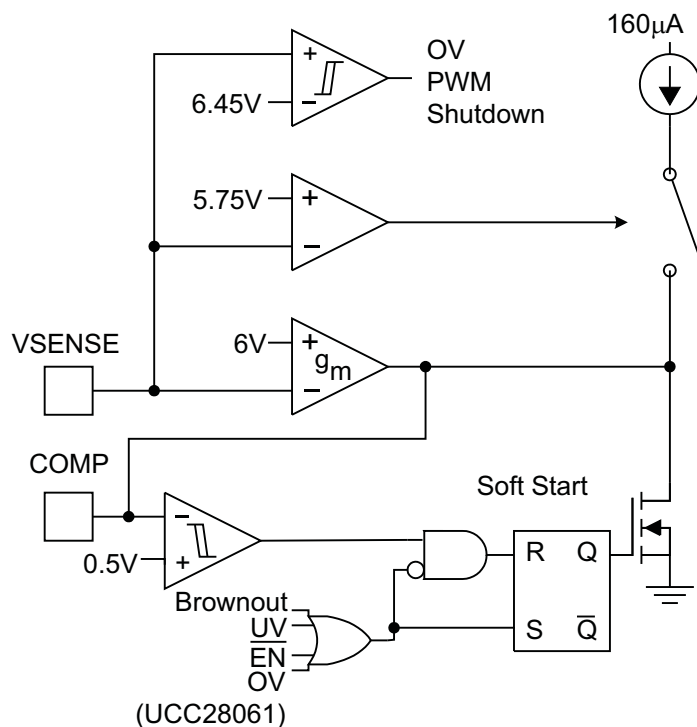 160μA
+
OV
PWM
Shutdown
6.45V
−
5.75V
+
−
VSENSE
6V
+
gm
−
COMP
Soft Start
−
0.5V
+
R Q
Brownout
UV
E̅N̅
OV
S Q̅
(UCC28061)